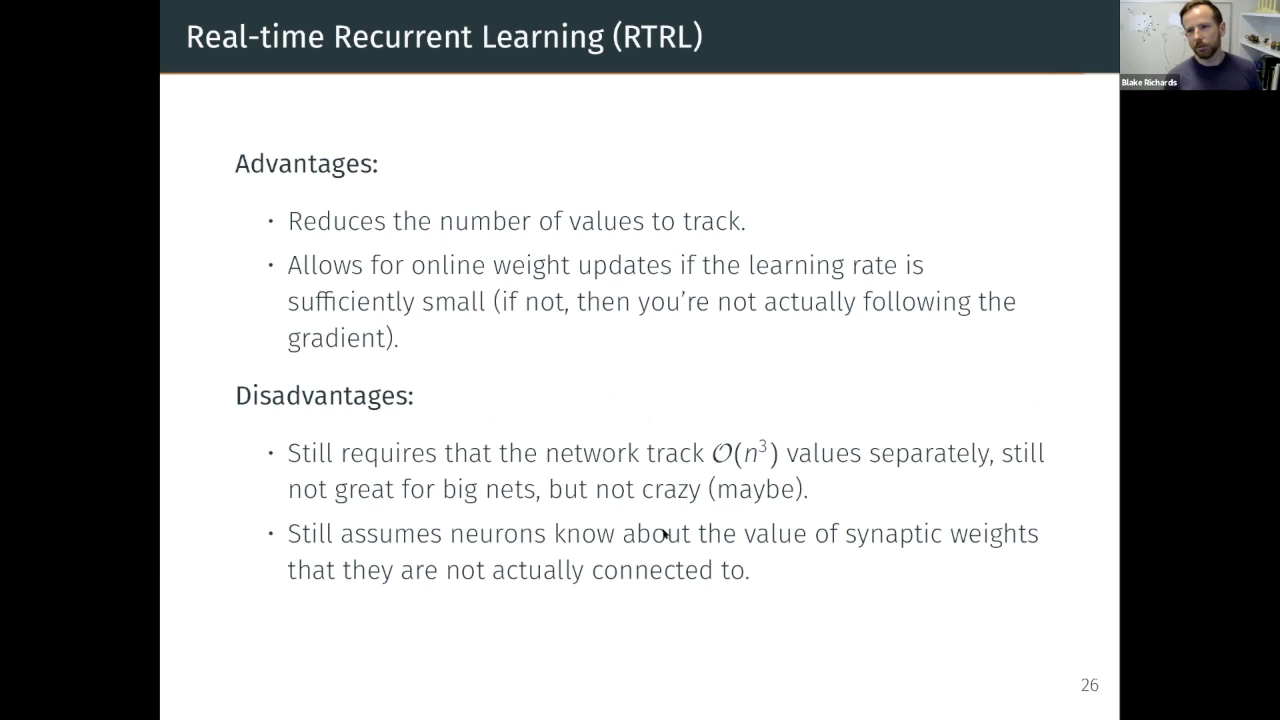 Real-time Recurrent Learning (RTRL)
Blake Richards
Advantages:
· Reduces the number of values to track.
· Allows for online weight updates if the learning rate is
sufficiently small (if not, then you're not actually following the
gradient).
Disadvantages:
· Still requires that the network track 𝒪(n³) values separately, still
not great for big nets, but not crazy (maybe).
· Still assumes neurons know about the value of synaptic weights
that they are not actually connected to.
26